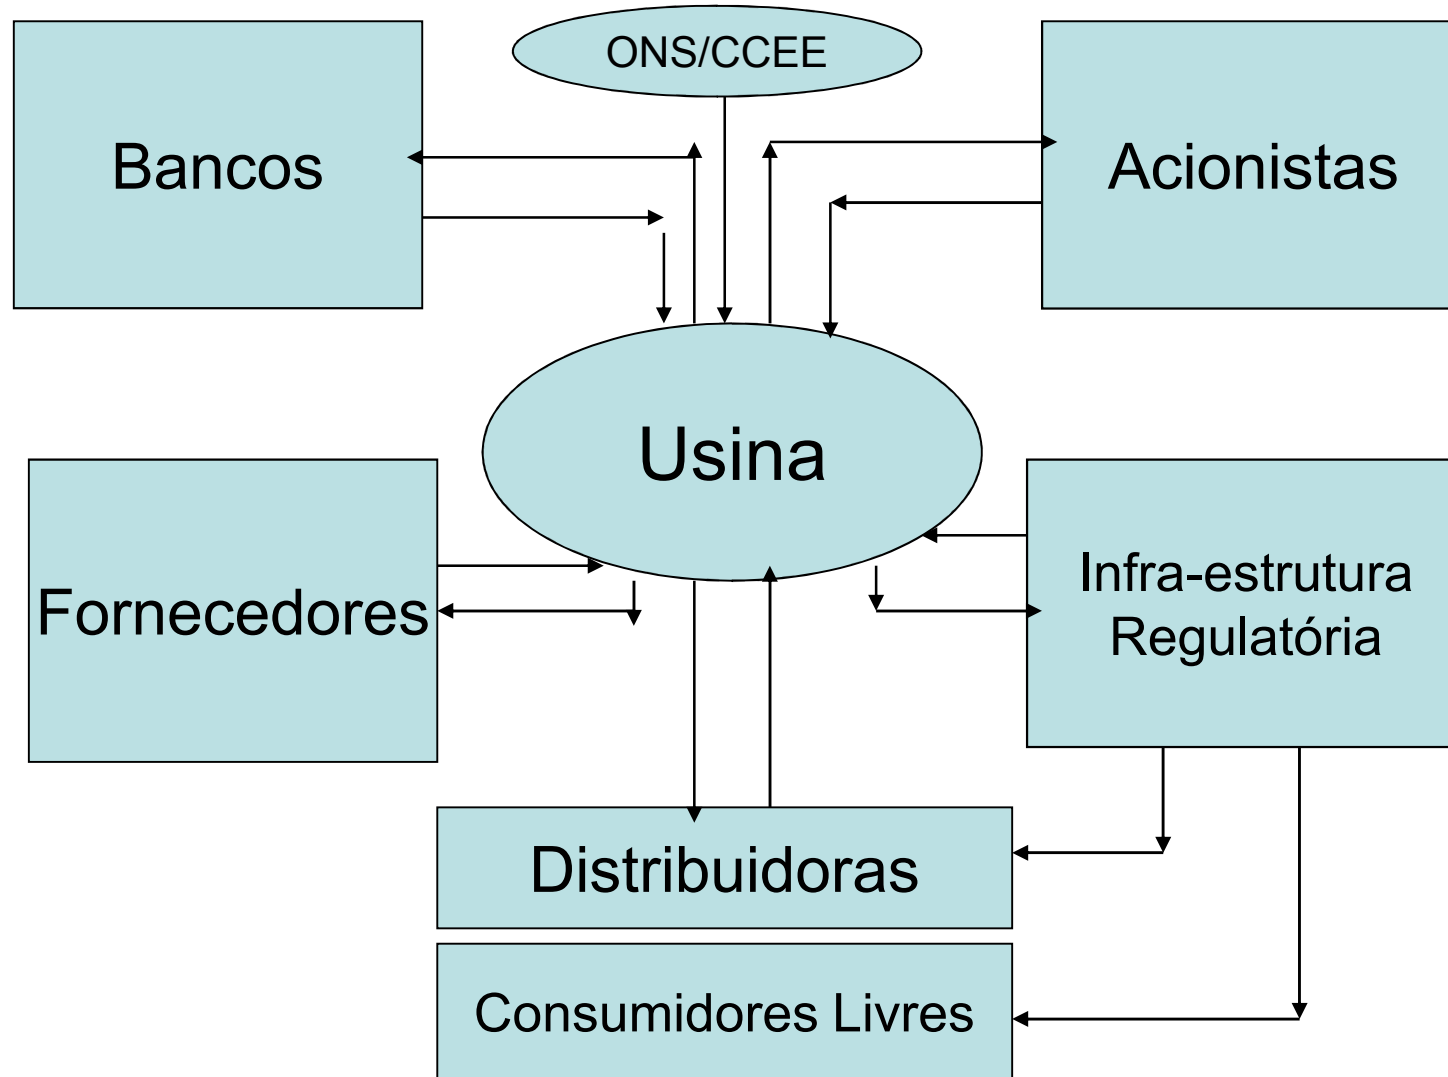 ONS/CCEE
Bancos
Acionistas
Usina
Fornecedores
Infra-estrutura
Regulatória
Distribuidoras
Consumidores Livres